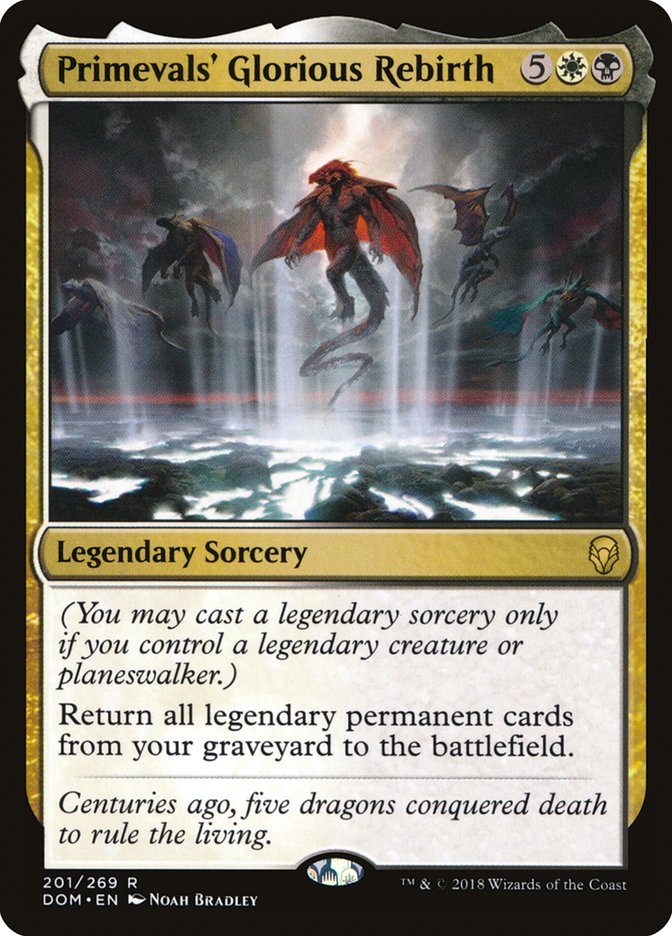 Primevals' Glorious Rebirth 5
Legendary Sorcery
(You may cast a legendary sorcery only
if you control a legendary creature or
planeswalker.)
Return all legendary permanent cards
from your graveyard to the battlefield.
Centuries ago, five dragons conquered death
to rule the living.
201/269 R
DOM • EN Noah Bradley
™ & © 2018 Wizards of the Coast